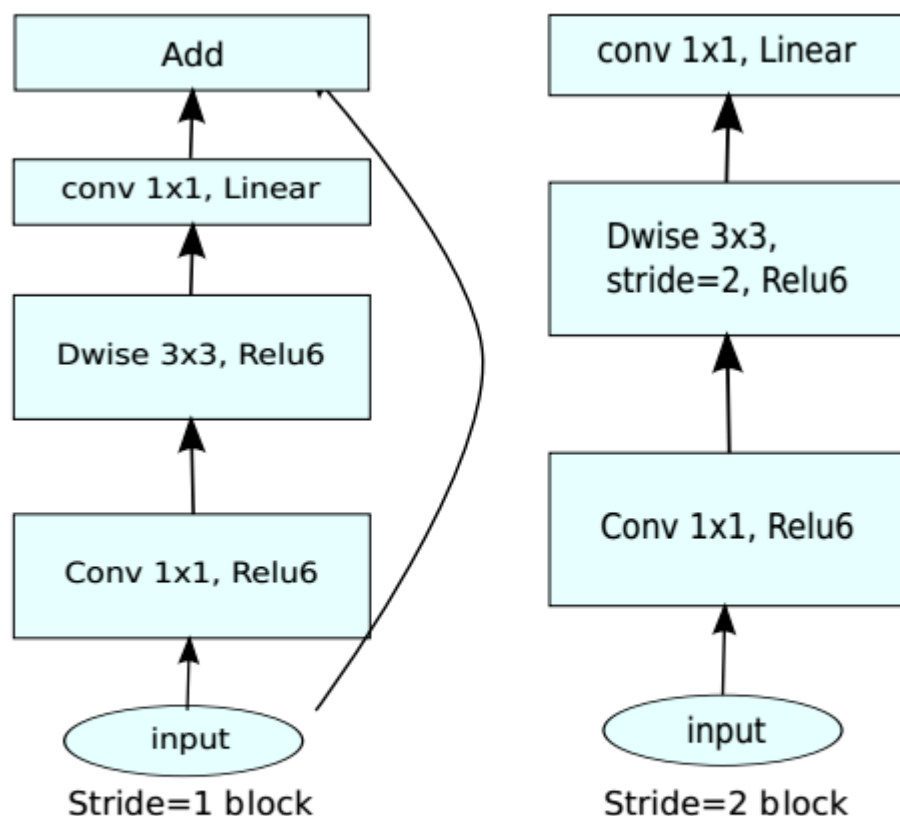 Add
conv 1x1, Linear
Dwise 3x3, Relu6
Conv 1x1, Relu6
input
Stride=1 block
conv 1x1, Linear
Dwise 3x3,
stride=2, Relu6
Conv 1x1, Relu6
input
Stride=2 block